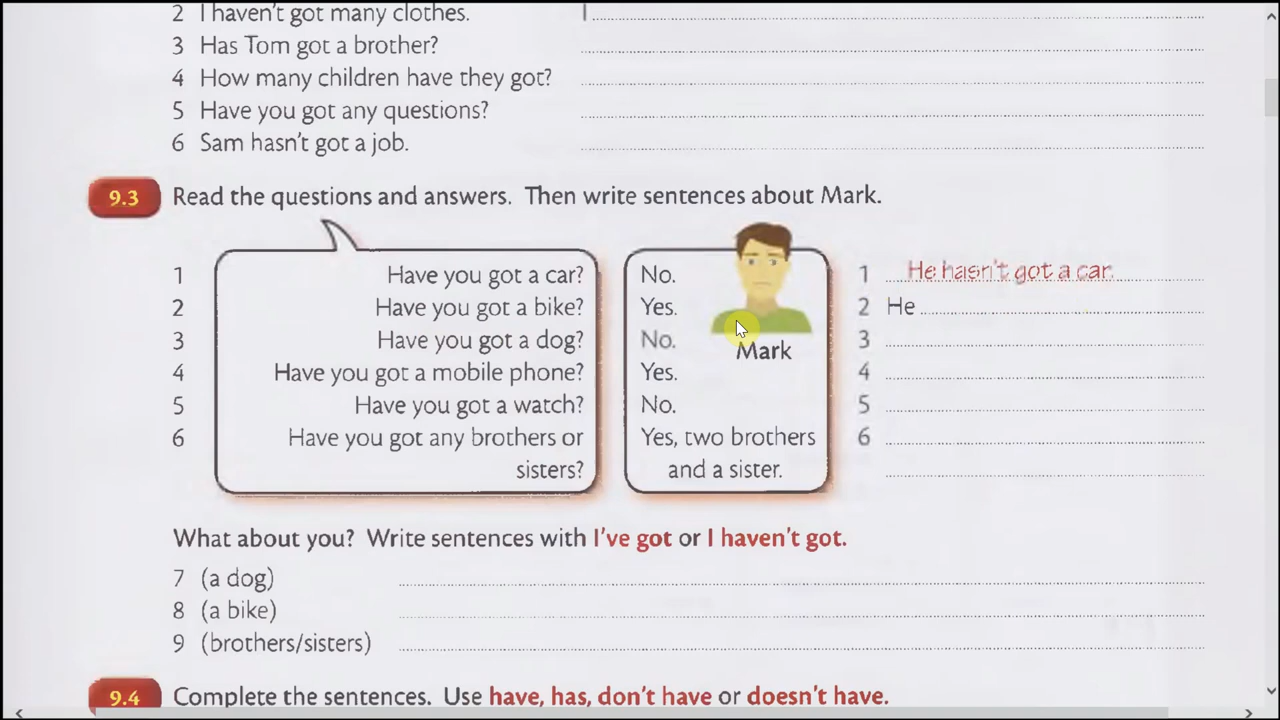 2 I haven't got many clothes. I
3 Has Tom got a brother?
4 How many children have they got?
5 Have you got any questions?
6 Sam hasn't got a job.
9.3 Read the questions and answers. Then write sentences about Mark.
1 Have you got a car? No. 1 He hasn't got a car.
2 Have you got a bike? Yes. 2 He
3 Have you got a dog? No. 3
Mark
4 Have you got a mobile phone? Yes. 4
5 Have you got a watch? No. 5
6 Have you got any brothers or Yes, two brothers 6
sisters? and a sister.
What about you? Write sentences with I've got or I haven't got.
7 (a dog)
8 (a bike)
9 (brothers/sisters)
9.4 Complete the sentences. Use have, has, don't have or doesn't have.